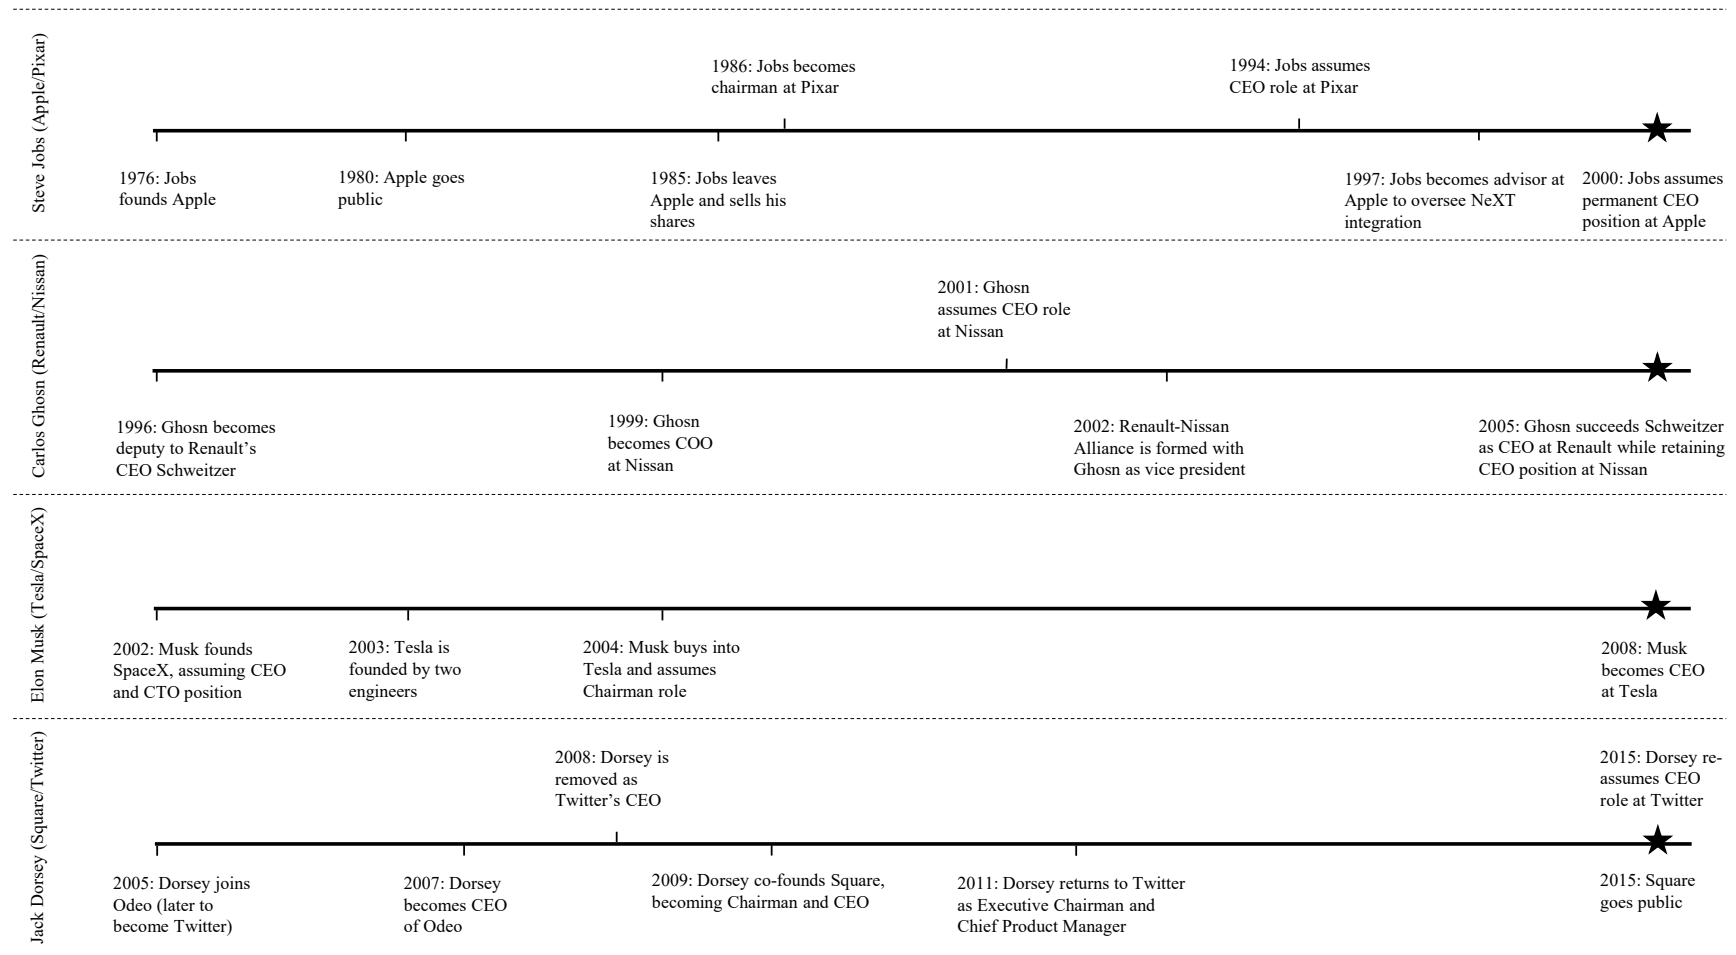 Steve Jobs (Apple/Pixar)
1986: Jobs becomes
chairman at Pixar
1994: Jobs assumes
CEO role at Pixar
1976: Jobs
founds Apple
1980: Apple goes
public
1985: Jobs leaves
Apple and sells his
shares
1997: Jobs becomes advisor at
Apple to oversee NeXT
integration
2000: Jobs assumes
permanent CEO
position at Apple
Carlos Ghosn (Renault/Nissan)
2001: Ghosn
assumes CEO role
at Nissan
1996: Ghosn becomes
deputy to Renault’s
CEO Schweitzer
1999: Ghosn
becomes COO
at Nissan
2002: Renault-Nissan
Alliance is formed with
Ghosn as vice president
2005: Ghosn succeeds Schweitzer
as CEO at Renault while retaining
CEO position at Nissan
Elon Musk (Tesla/SpaceX)
2002: Musk founds
SpaceX, assuming CEO
and CTO position
2003: Tesla is
founded by two
engineers
2004: Musk buys into
Tesla and assumes
Chairman role
2008: Musk
becomes CEO
at Tesla
Jack Dorsey (Square/Twitter)
2008: Dorsey is
removed as
Twitter’s CEO
2015: Dorsey re-
assumes CEO
role at Twitter
2005: Dorsey joins
Odeo (later to
become Twitter)
2007: Dorsey
becomes CEO
of Odeo
2009: Dorsey co-founds Square,
becoming Chairman and CEO
2011: Dorsey returns to Twitter
as Executive Chairman and
Chief Product Manager
2015: Square
goes public